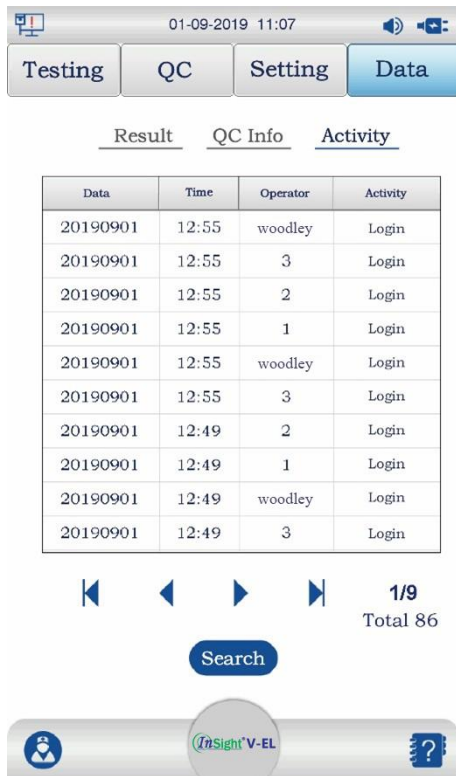 01-09-2019 11:07
Testing QC Setting Data
Result QC Info Activity
Data Time Operator Activity
20190901 12:55 woodley Login
20190901 12:55 3 Login
20190901 12:55 2 Login
20190901 12:55 1 Login
20190901 12:55 woodley Login
20190901 12:55 3 Login
20190901 12:49 2 Login
20190901 12:49 1 Login
20190901 12:49 woodley Login
20190901 12:49 3 Login
1/9
Total 86
Search
InSight+V-EL
?